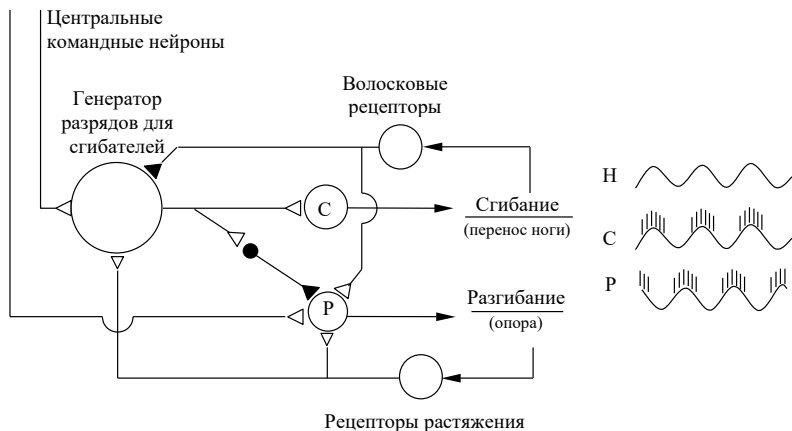 Центральные
командные нейроны
Генератор
разрядов для
сгибателей
Волосковые
рецепторы
С
Сгибание
(перенос ноги)
Р
Разгибание
(опора)
Рецепторы растяжения
Н
С
Р